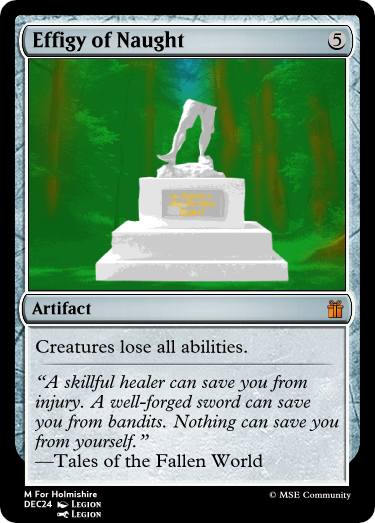 Effigy of Naught 5
Artifact
Creatures lose all abilities.
“A skillful healer can save you from
injury. A well-forged sword can save
you from bandits. Nothing can save you
from yourself.”
—Tales of the Fallen World
M For Holmishire
DEC24 Legion
Legion
© MSE Community